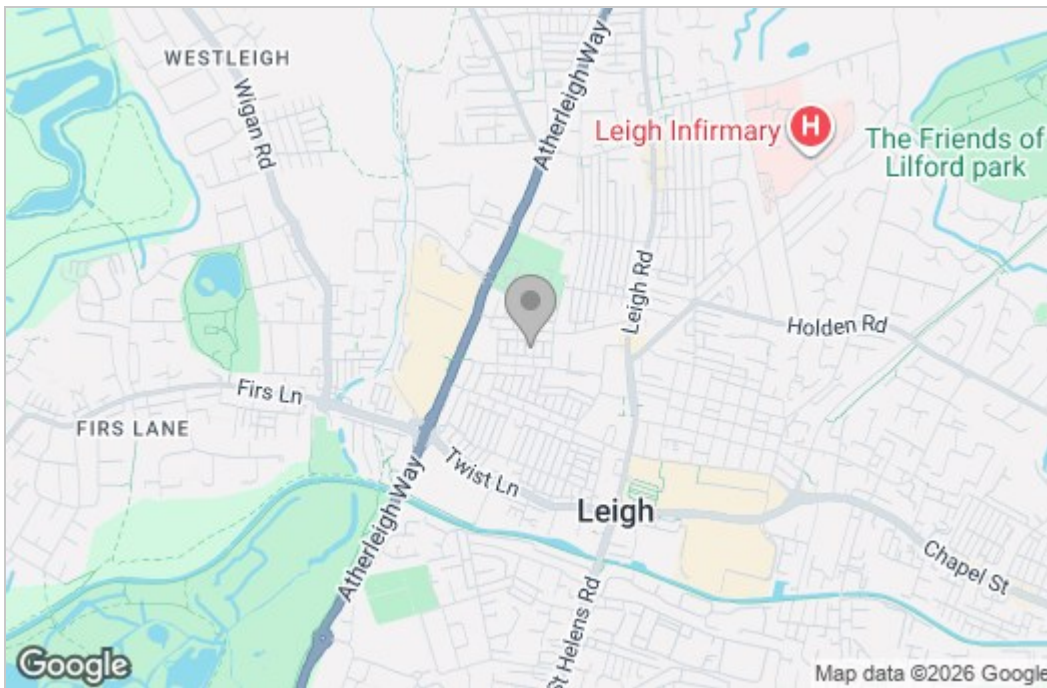 WESTLEIGH
Wigan Rd
Atherleigh Way
Leigh Infirmary
H
The Friends of
Lilford park
Leigh Rd
Holden Rd
Firs Ln
FIRS LANE
Twist Ln
Leigh
Atherleigh Way
Chapel St
St Helens Rd
Google
Map data ©2026 Google